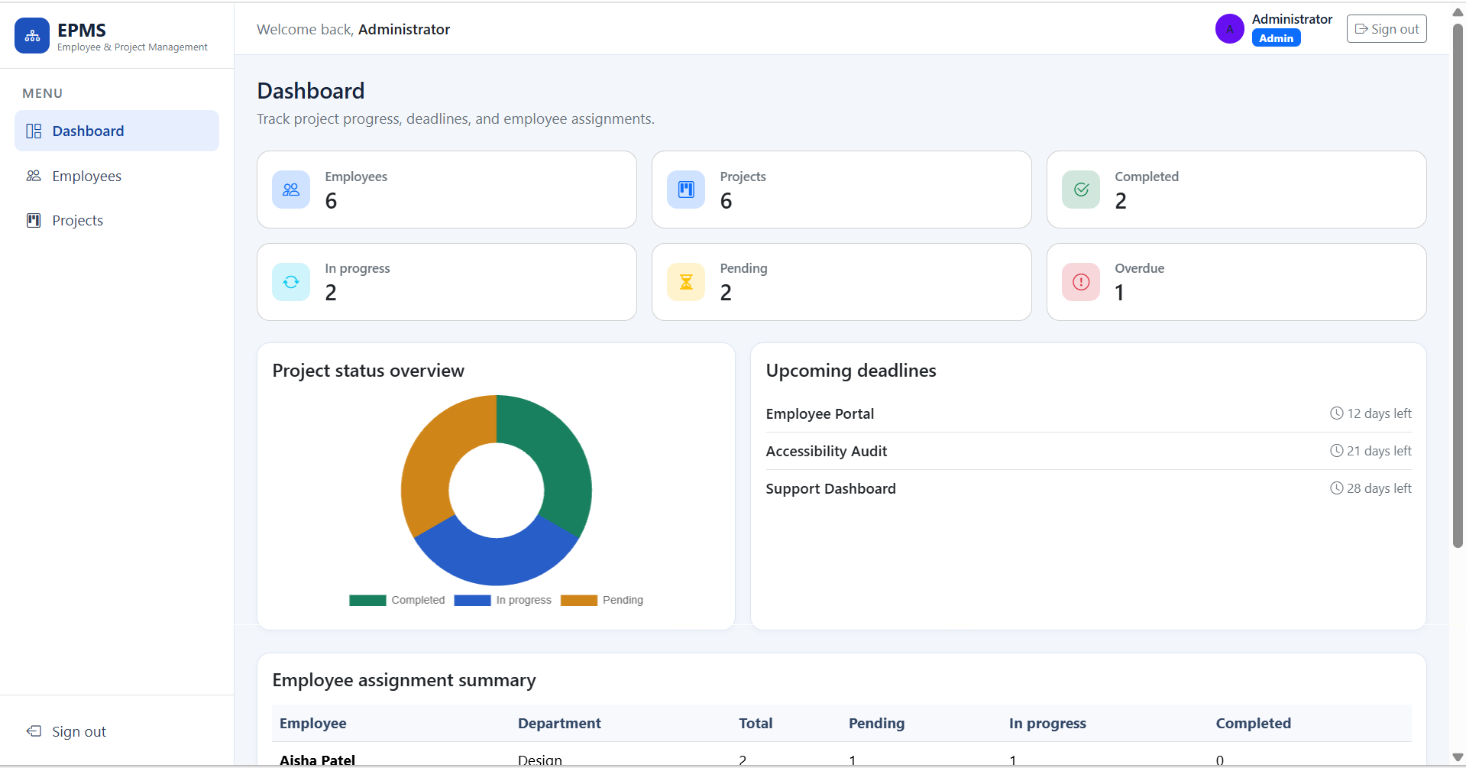 EPMS
Employee & Project Management
Welcome back, Administrator
A
Administrator
Admin
Sign out
MENU
Dashboard
Employees
Projects
Dashboard
Track project progress, deadlines, and employee assignments.
Employees
6
Projects
6
Completed
2
In progress
2
Pending
2
Overdue
1
Project status overview
Completed In progress Pending
Upcoming deadlines
Employee Portal 12 days left
Accessibility Audit 21 days left
Support Dashboard 28 days left
Employee assignment summary
Employee Department Total Pending In progress Completed
Aisha Patel Design 2 1 1 0
Sign out